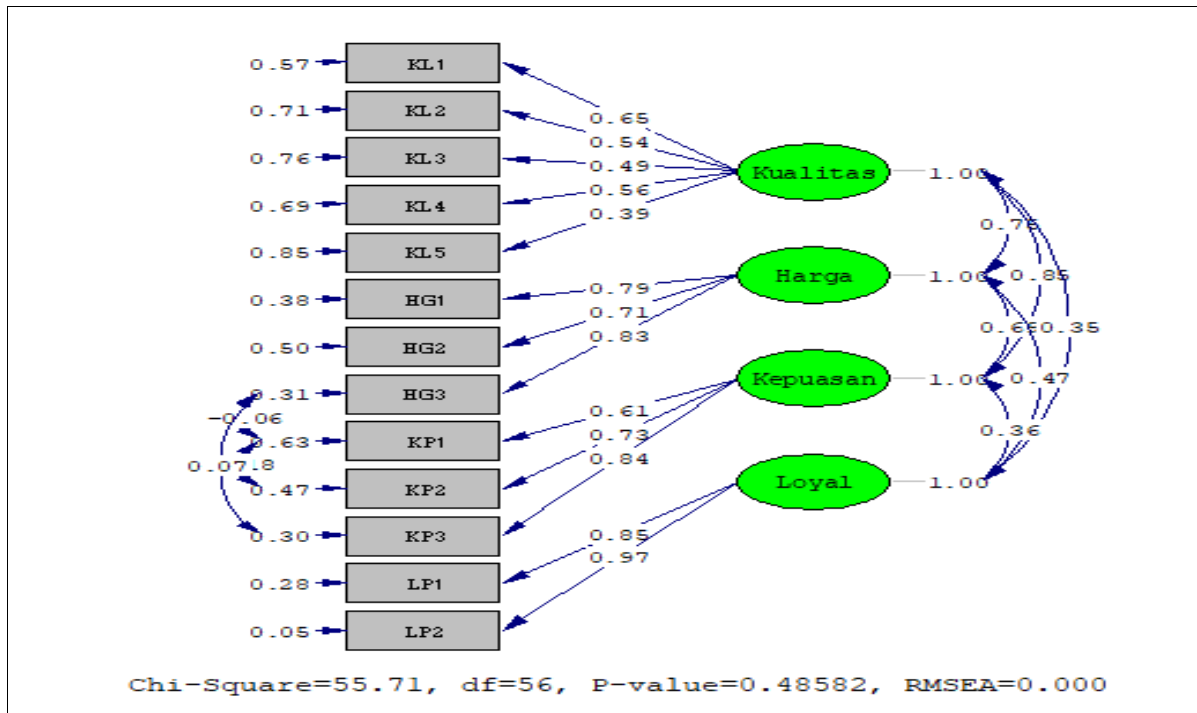 0.57 KL1
0.65
0.71 KL2
0.54
0.76 KL3
0.49 Kualitas 1.00
0.69 KL4
0.56
0.39
0.85 KL5
0.76
0.38 HG1
0.79 Harga 1.00 0.85
0.71
0.50 HG2
0.83
0.35
0.31 HG3
Kepuasan 1.00 0.47
-0.06
0.61
0.63 KP1
0.73
0.36
0.07
0.84
0.47 KP2
Loyal 1.00
0.30 KP3
0.85
0.97
0.28 LP1
0.05 LP2
Chi-Square=55.71, df=56, P-value=0.48582, RMSEA=0.000